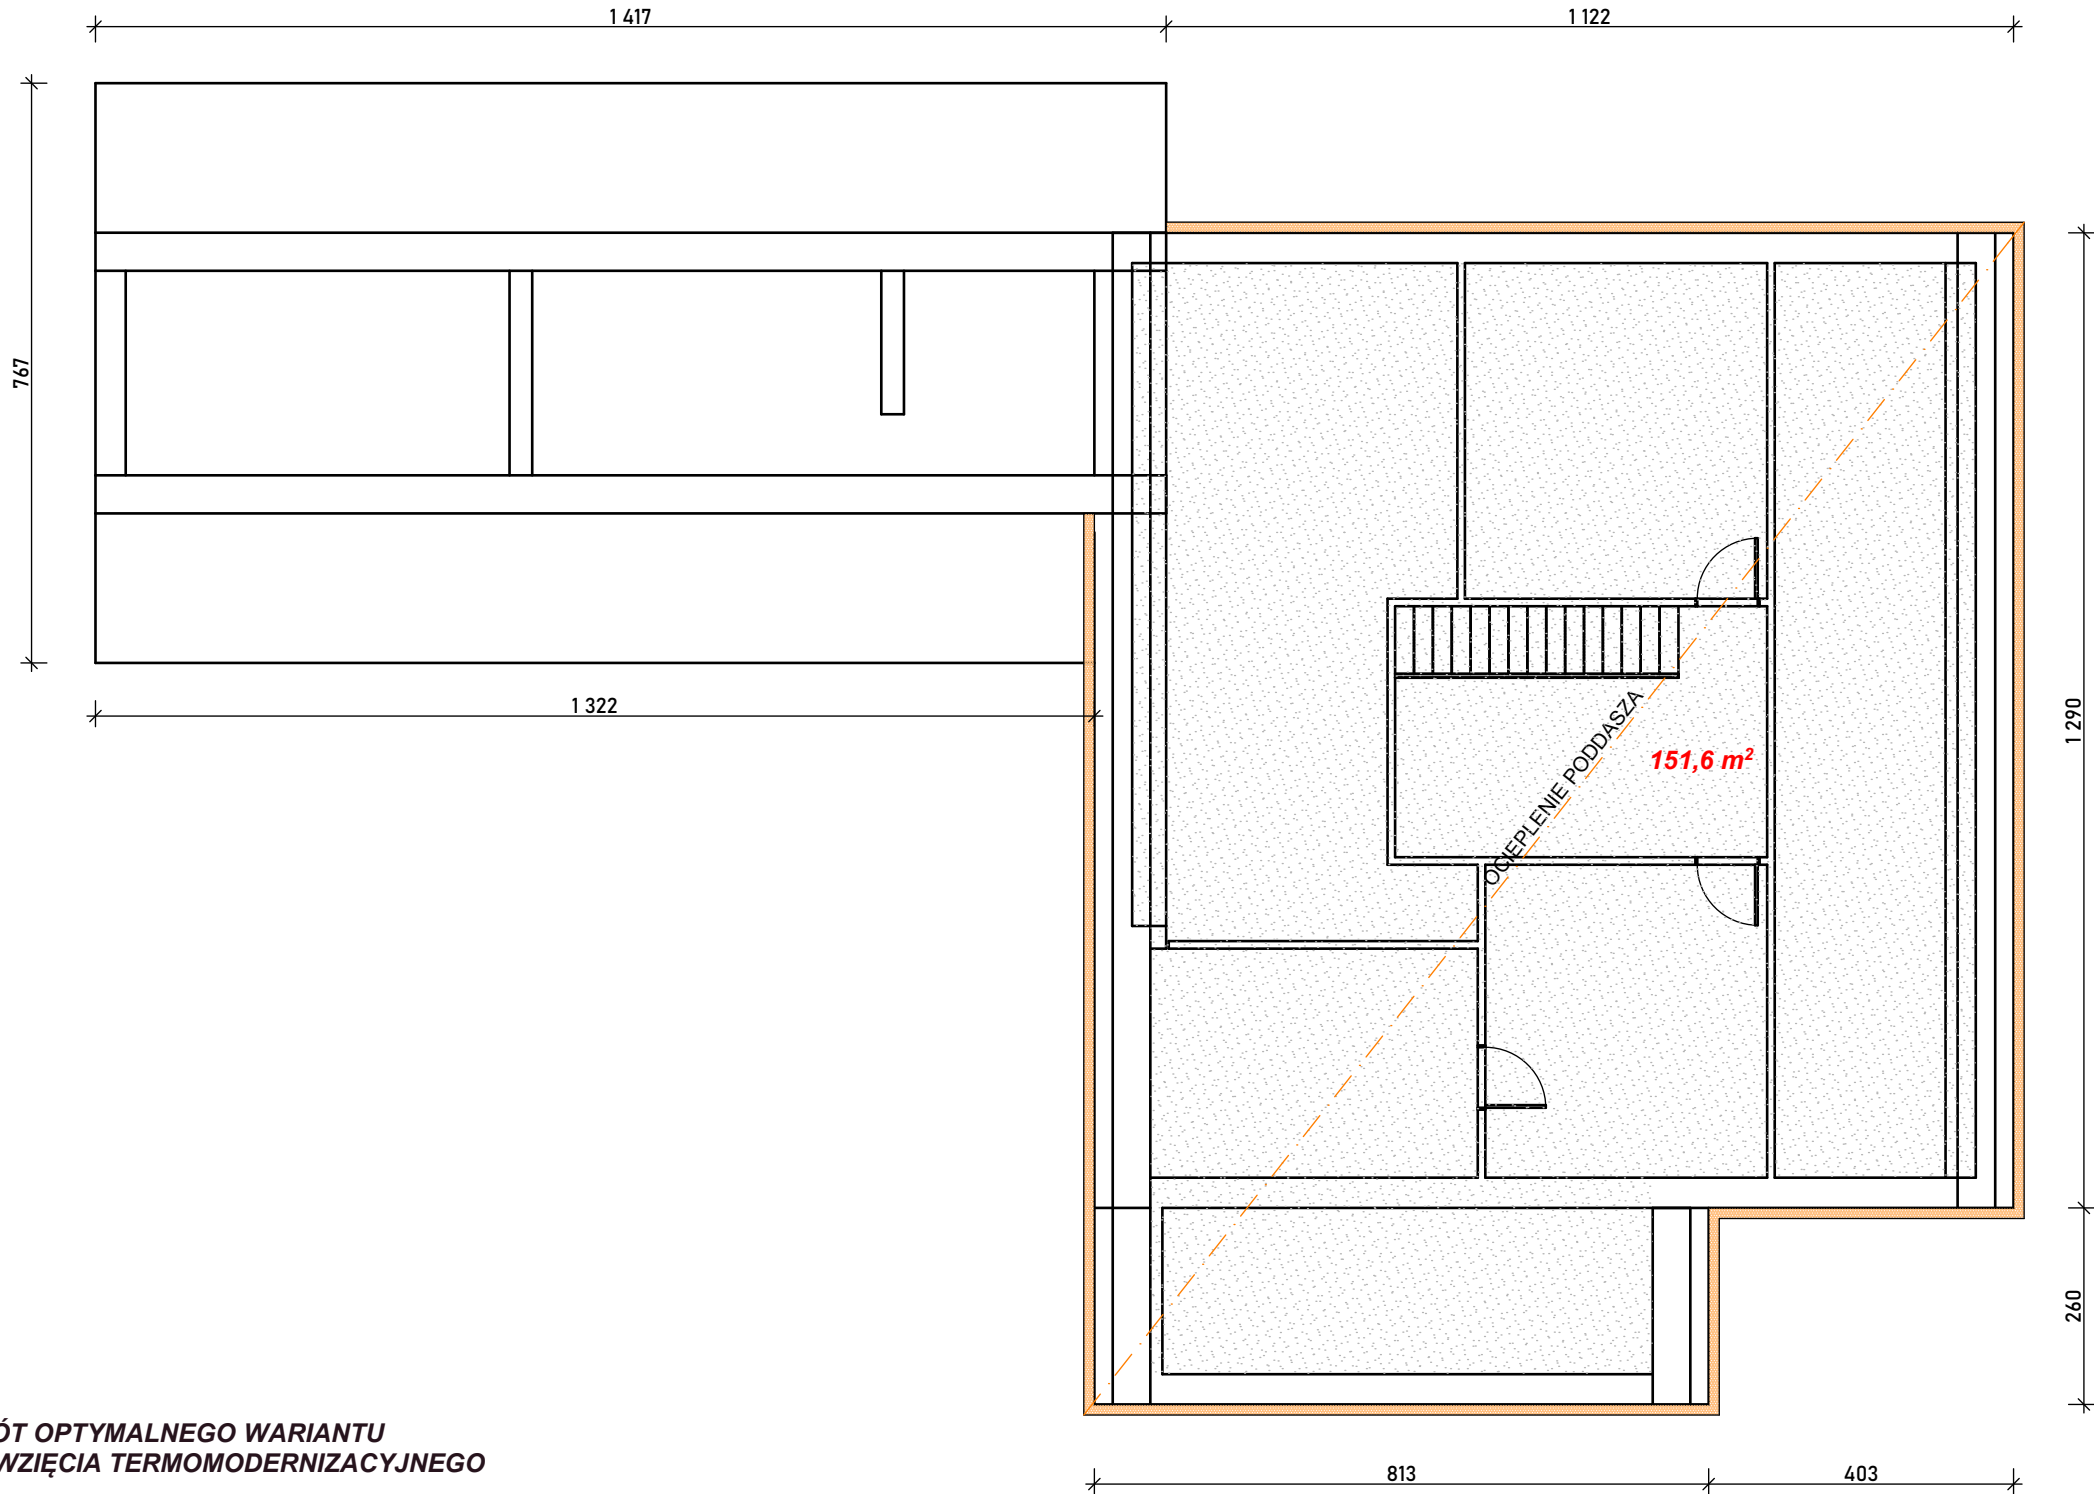 1 417
1 122
767
1 322
1 290
OCIEPLENIE PODDASZA
151,6 m²
260
ÓT OPTYMALNEGO WARIANTU
WZIĘCIA TERMOMODERNIZACYJNEGO
813
403